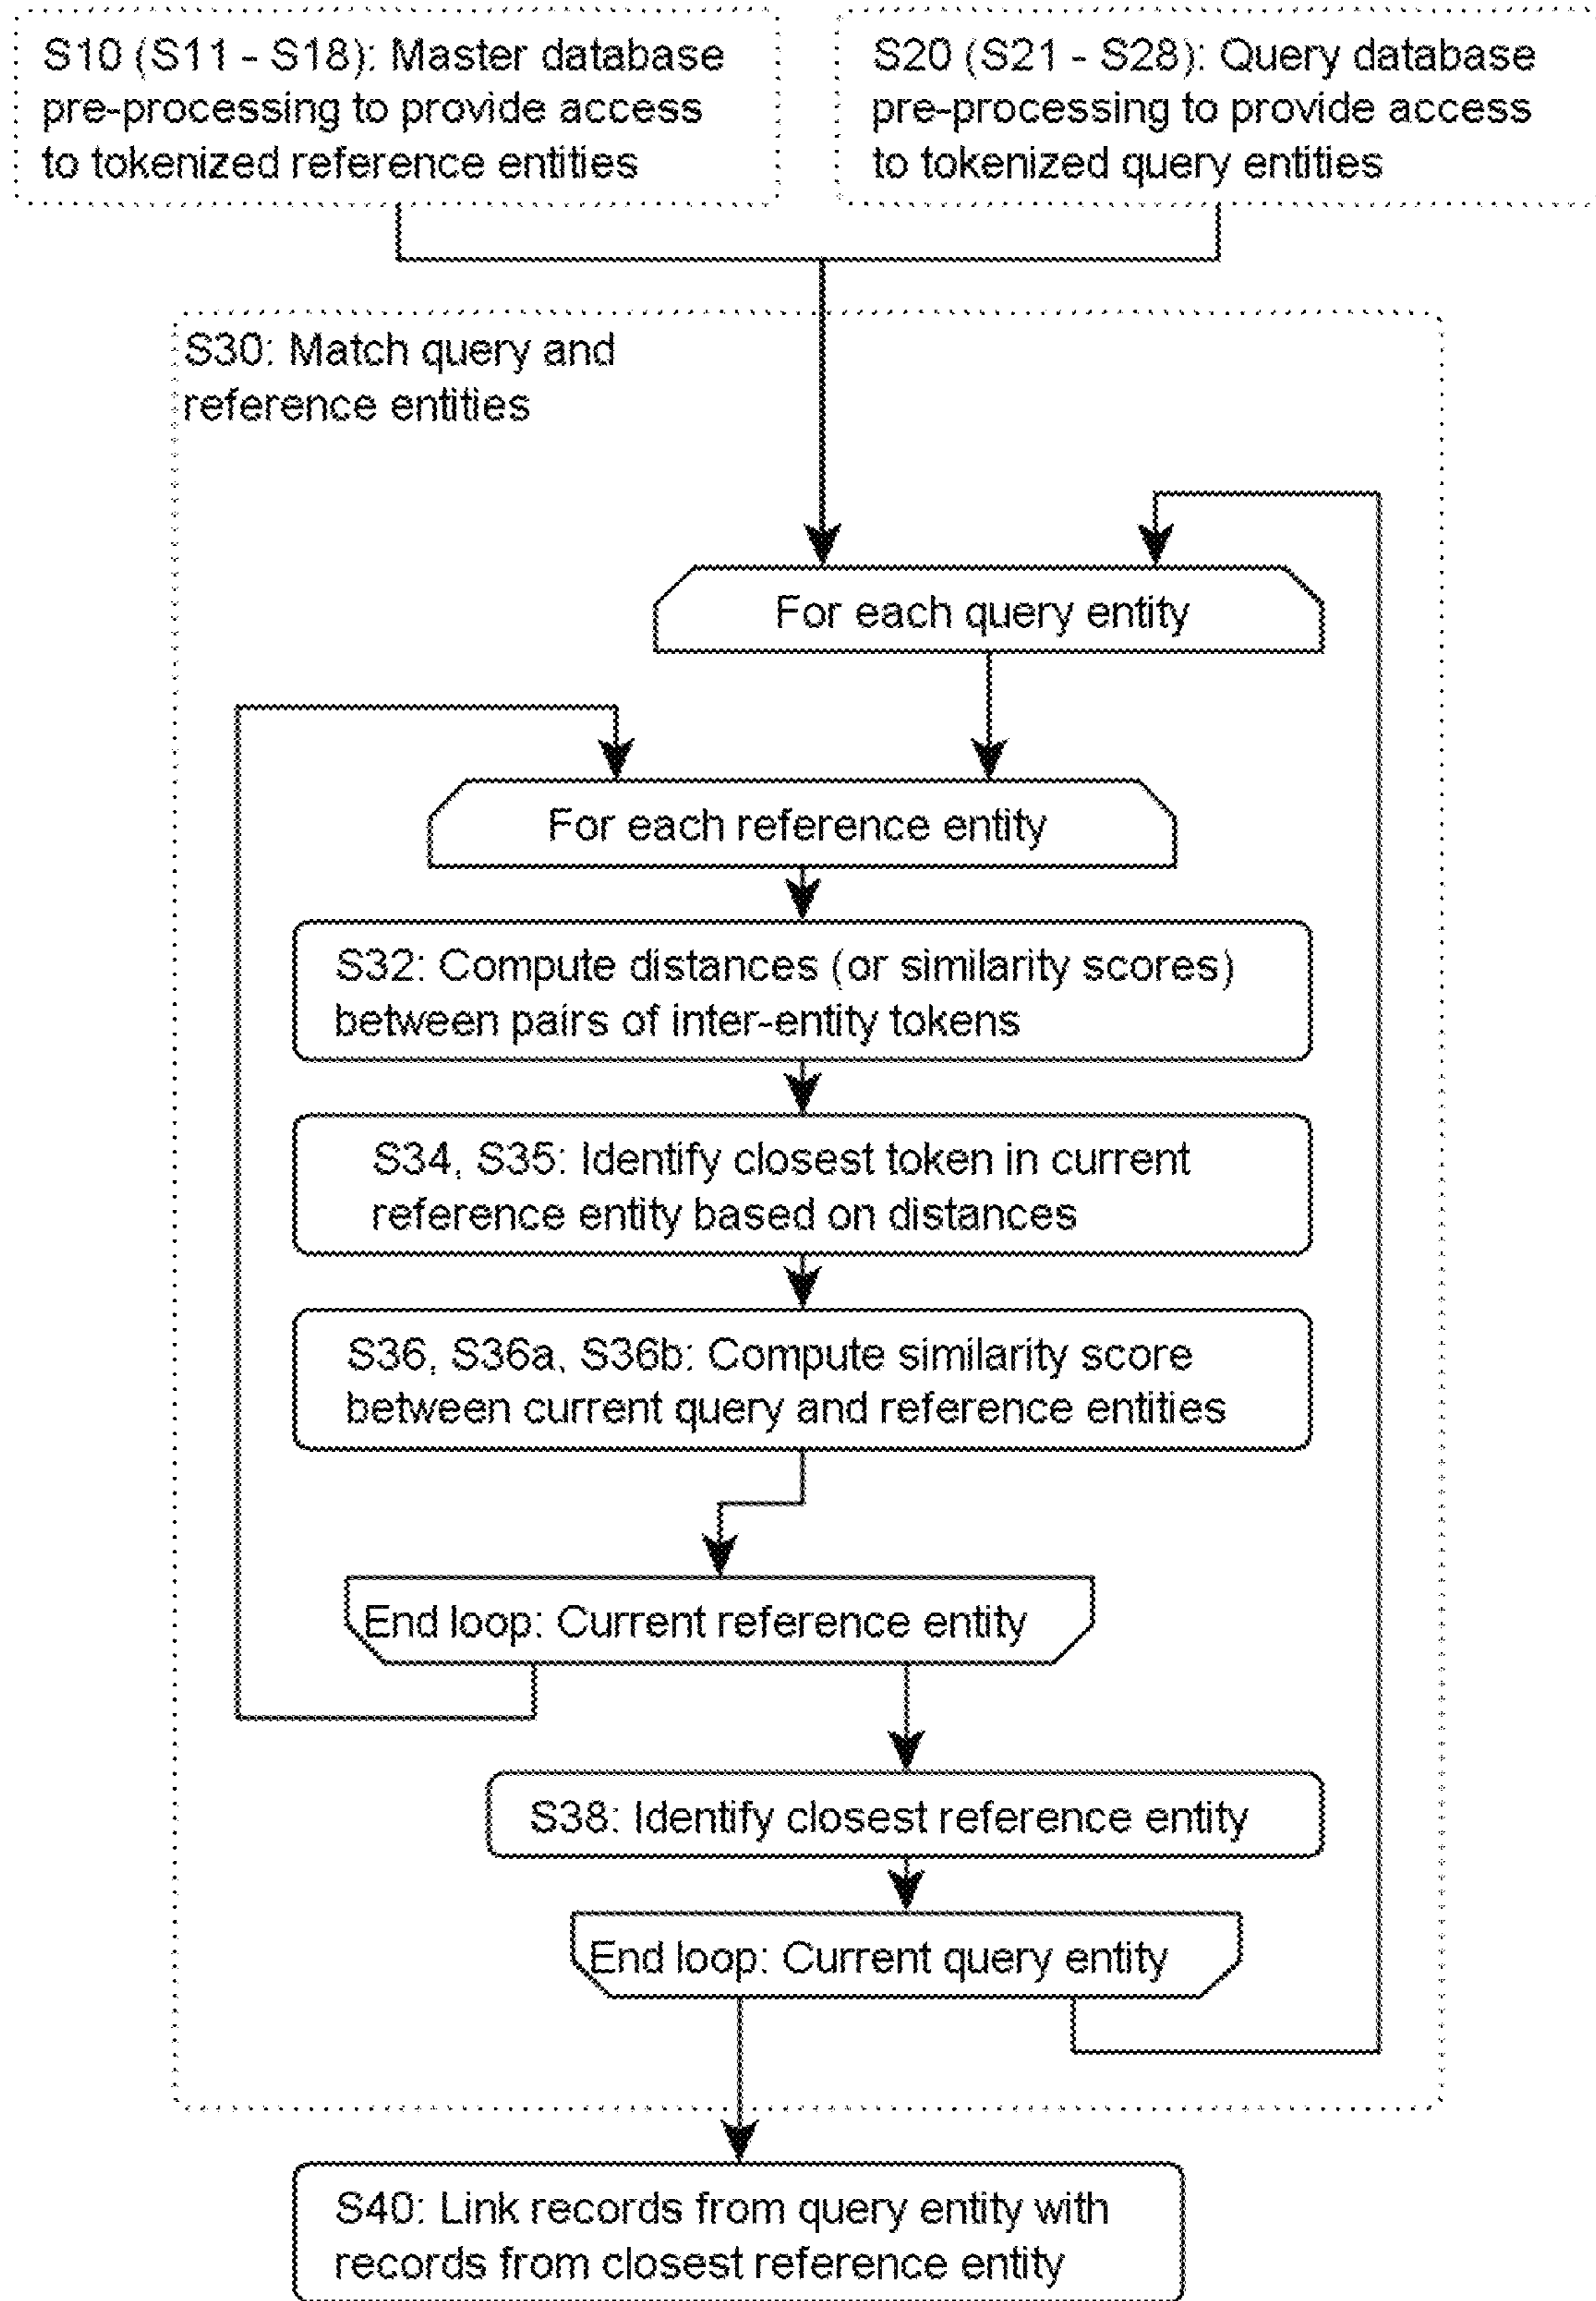 S10 (S11 - S18): Master database
pre-processing to provide access
to tokenized reference entities
S20 (S21 - S28): Query database
pre-processing to provide access
to tokenized query entities
S30: Match query and
reference entities
For each query entity
For each reference entity
S32: Compute distances (or similarity scores)
between pairs of inter-entity tokens
S34, S35: Identify closest token in current
reference entity based on distances
S36, S36a, S36b: Compute similarity score
between current query and reference entities
End loop: Current reference entity
S38: Identify closest reference entity
End loop: Current query entity
S40: Link records from query entity with
records from closest reference entity